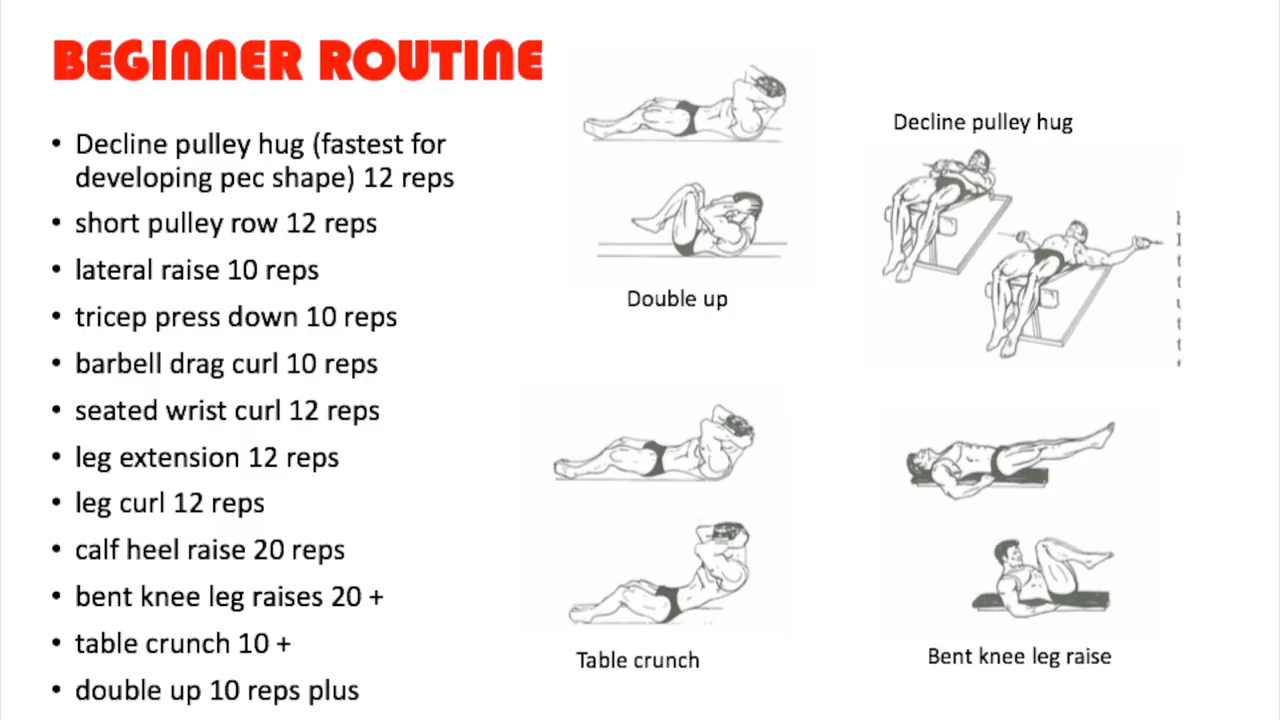 BEGINNER ROUTINE
• Decline pulley hug (fastest for
developing pec shape) 12 reps
• short pulley row 12 reps
• lateral raise 10 reps
• tricep press down 10 reps
• barbell drag curl 10 reps
• seated wrist curl 12 reps
• leg extension 12 reps
• leg curl 12 reps
• calf heel raise 20 reps
• bent knee leg raises 20 +
• table crunch 10 +
• double up 10 reps plus
Double up
Decline pulley hug
Table crunch
Bent knee leg raise